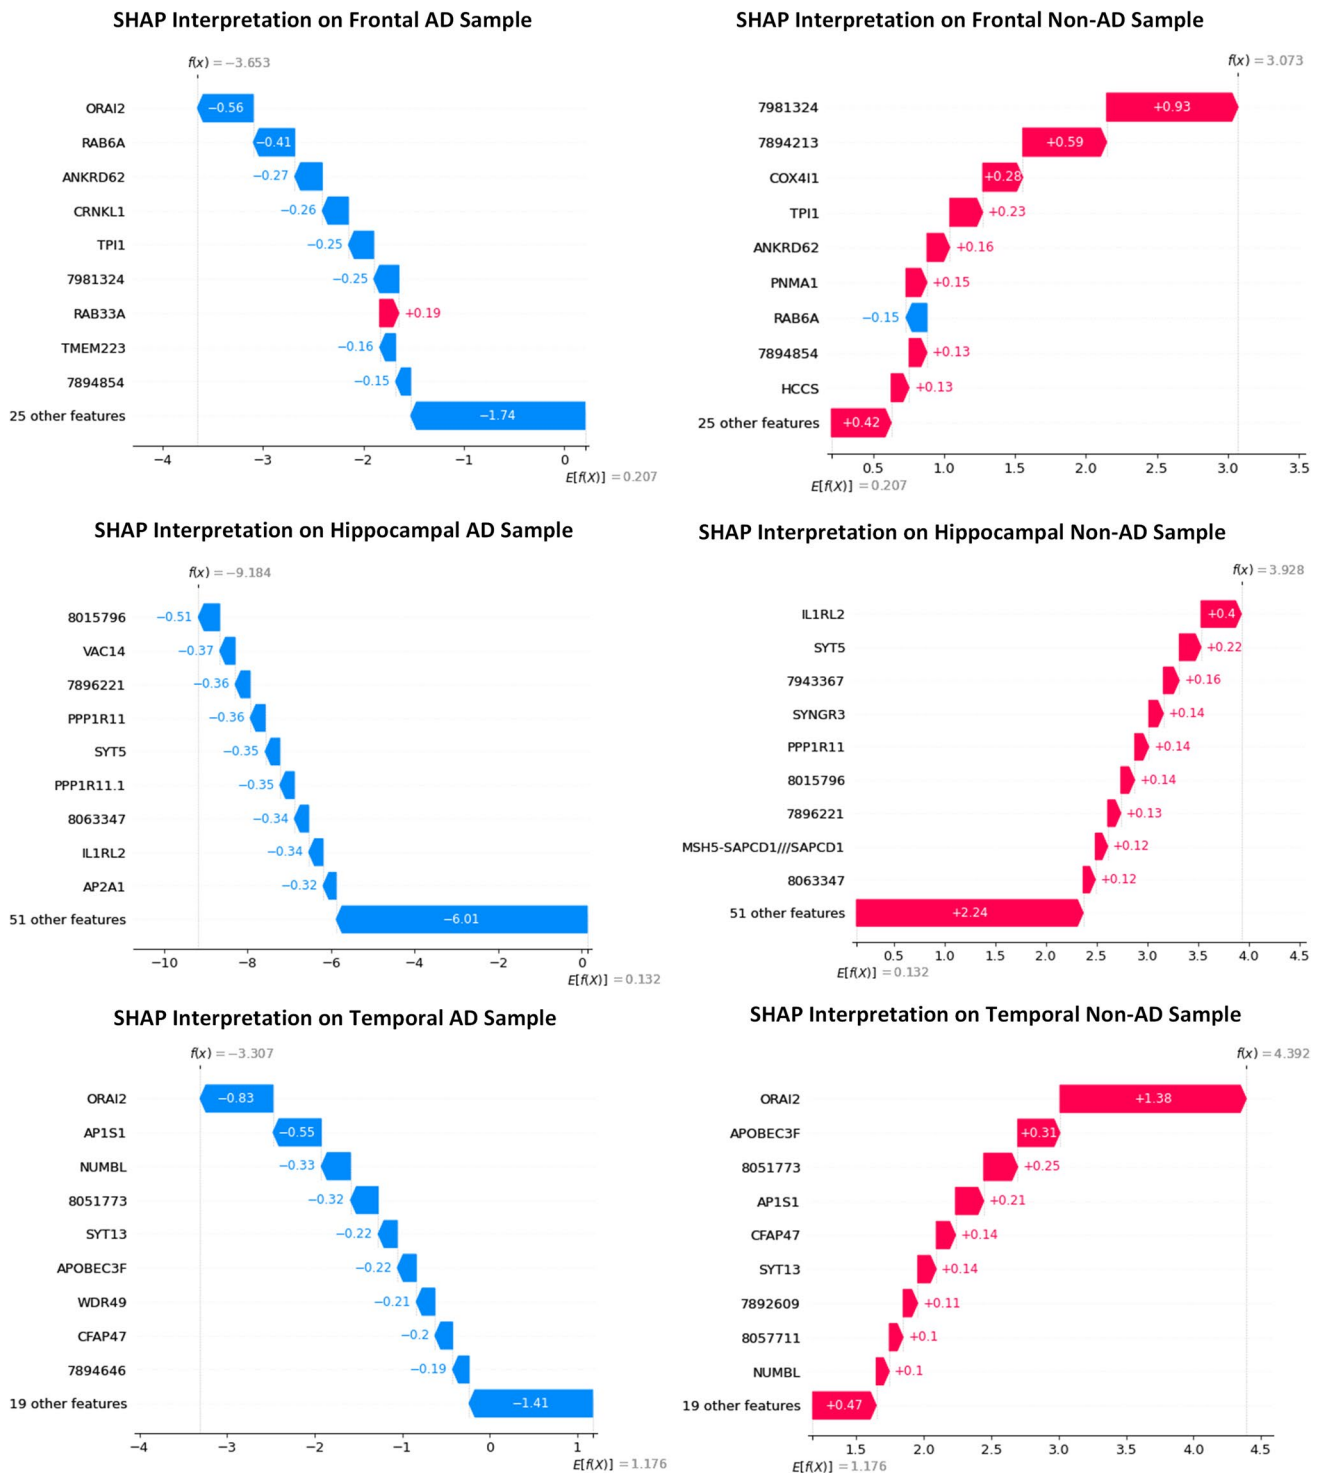 SHAP Interpretation on Frontal AD Sample
f(x) = −3.653
ORAI2 −0.56
RAB6A −0.41
ANKRD62 −0.27
CRNKL1 −0.26
TPI1 −0.25
7981324 −0.25
RAB33A +0.19
TMEM223 −0.16
7894854 −0.15
25 other features −1.74
−4 −3 −2 −1 0
E[f(X)] = 0.207
SHAP Interpretation on Frontal Non-AD Sample
f(x) = 3.073
7981324 +0.93
7894213 +0.59
COX4I1 +0.28
TPI1 +0.23
ANKRD62 +0.16
PNMA1 +0.15
RAB6A −0.15
7894854 +0.13
HCCS +0.13
25 other features +0.42
0.5 1.0 1.5 2.0 2.5 3.0 3.5
E[f(X)] = 0.207
SHAP Interpretation on Hippocampal AD Sample
f(x) = −9.184
8015796 −0.51
VAC14 −0.37
7896221 −0.36
PPP1R11 −0.36
SYT5 −0.35
PPP1R11.1 −0.35
8063347 −0.34
IL1RL2 −0.34
AP2A1 −0.32
51 other features −6.01
−10 −8 −6 −4 −2 0
E[f(X)] = 0.132
SHAP Interpretation on Hippocampal Non-AD Sample
f(x) = 3.928
IL1RL2 +0.4
SYT5 +0.22
7943367 +0.16
SYNGR3 +0.14
PPP1R11 +0.14
8015796 +0.14
7896221 +0.13
MSH5-SAPCD1///SAPCD1 +0.12
8063347 +0.12
51 other features +2.24
0.5 1.0 1.5 2.0 2.5 3.0 3.5 4.0 4.5
E[f(X)] = 0.132
SHAP Interpretation on Temporal AD Sample
f(x) = −3.307
ORAI2 −0.83
AP1S1 −0.55
NUMBL −0.33
8051773 −0.32
SYT13 −0.22
APOBEC3F −0.22
WDR49 −0.21
CFAP47 −0.2
7894646 −0.19
19 other features −1.41
−4 −3 −2 −1 0 1
E[f(X)] = 1.176
SHAP Interpretation on Temporal Non-AD Sample
f(x) = 4.392
ORAI2 +1.38
APOBEC3F +0.31
8051773 +0.25
AP1S1 +0.21
CFAP47 +0.14
SYT13 +0.14
7892609 +0.11
8057711 +0.1
NUMBL +0.1
19 other features +0.47
1.5 2.0 2.5 3.0 3.5 4.0 4.5
E[f(X)] = 1.176